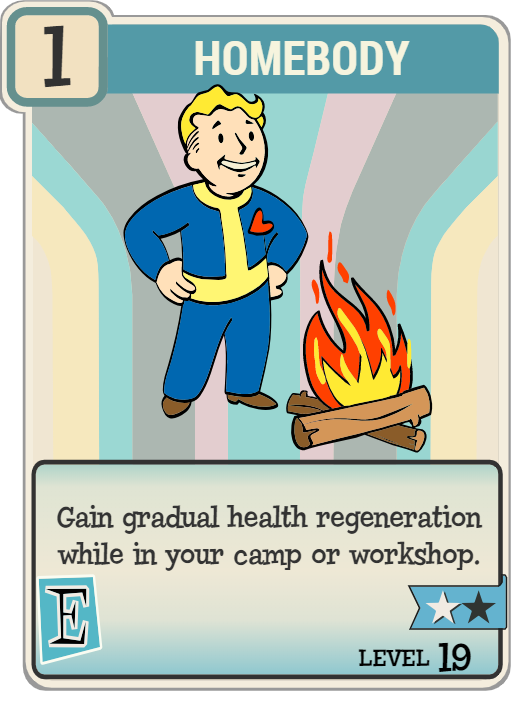 1
HOMEBODY
Gain gradual health regeneration
while in your camp or workshop.
E
LEVEL 19